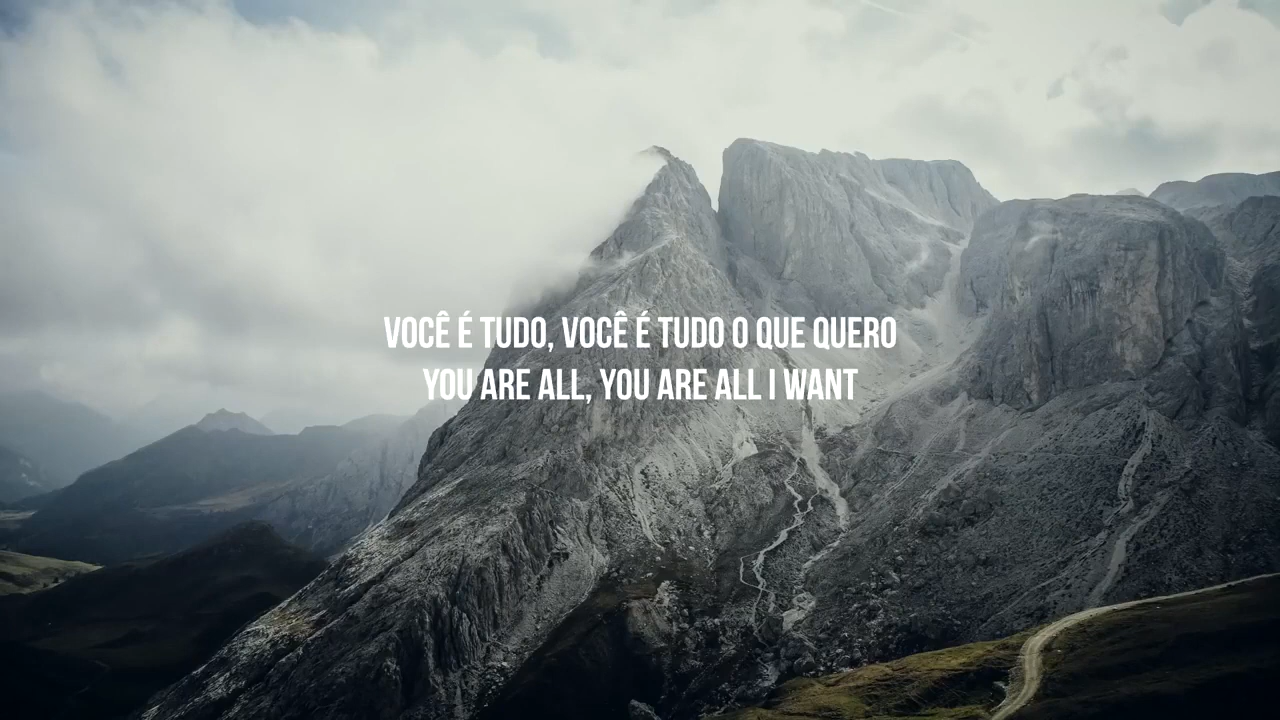 VOCÊ É TUDO, VOCÊ É TUDO O QUE QUERO
YOU ARE ALL, YOU ARE ALL I WANT